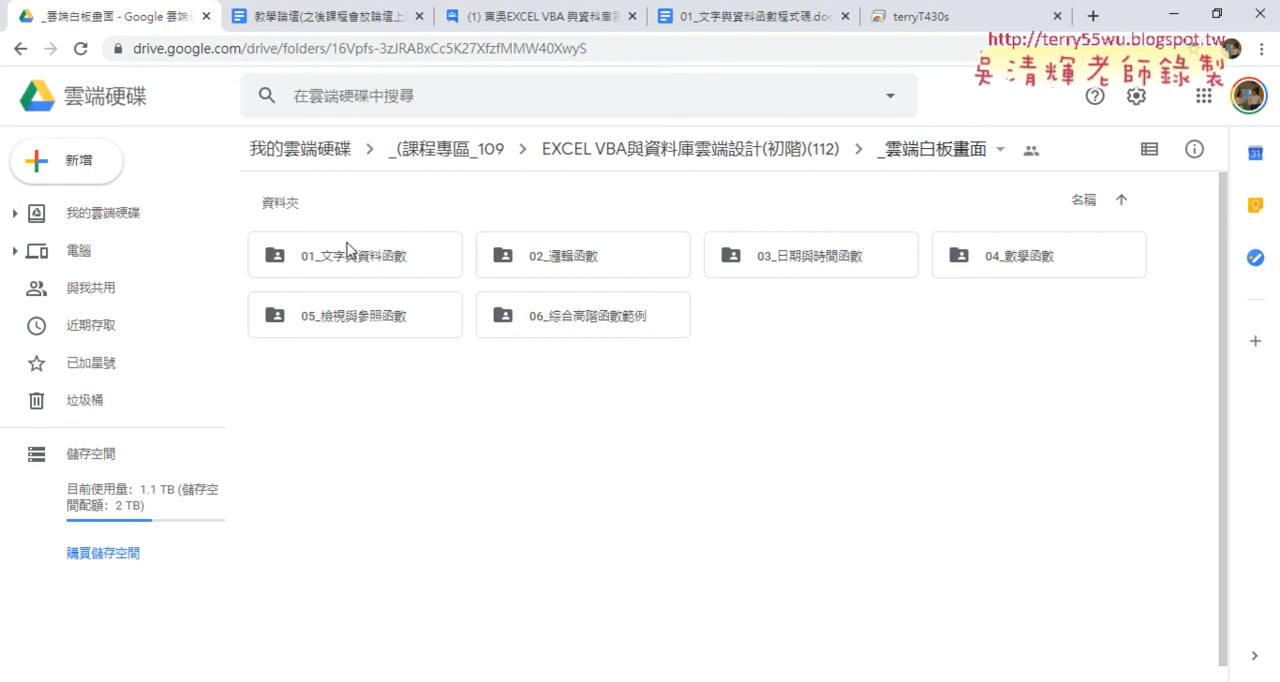 _雲端白板畫面 - Google 雲端硬
教學論壇(之後課程會放論壇上
(1) 東吳EXCEL VBA 與資料庫雲
01_文字與資料函數程式碼.doc
terryT430s
drive.google.com/drive/folders/16Vpfs-3zJRABxCc5K27XfzfMMW40XwyS
http://terry55wu.blogspot.tw
吳清輝老師錄製
雲端硬碟
在雲端硬碟中搜尋
新增
我的雲端硬碟 > _(課程專區_109 > EXCEL VBA與資料庫雲端設計(初階)(112) > _雲端白板畫面
資料夾
名稱
我的雲端硬碟
電腦
與我共用
近期存取
已加星號
垃圾桶
儲存空間
目前使用量：1.1 TB (儲存空
間配額：2 TB)
購買儲存空間
01_文字與資料函數
02_邏輯函數
03_日期與時間函數
04_數學函數
05_檢視與參照函數
06_綜合高階函數範例
31